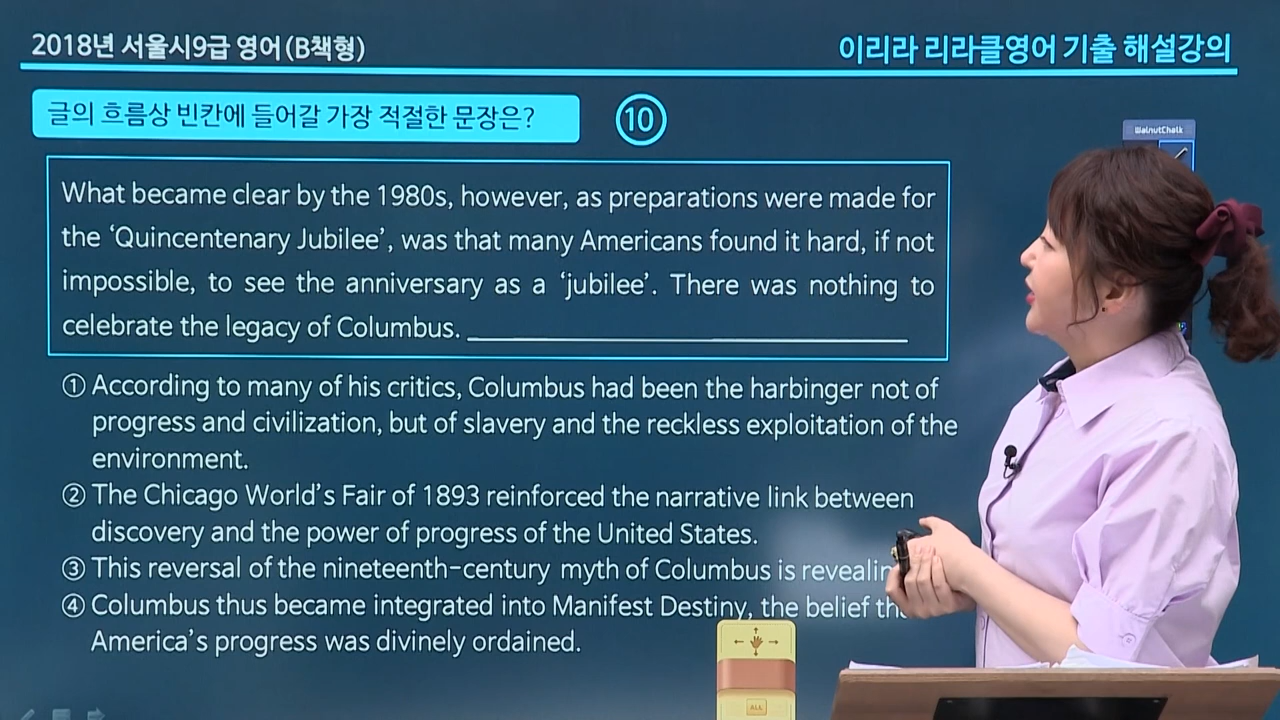 2018년 서울시9급 영어(B책형)
이리라 리라클영어 기출 해설강의
글의 흐름상 빈칸에 들어갈 가장 적절한 문장은?
10
WalnutChalk
What became clear by the 1980s, however, as preparations were made for
the ‘Quincentenary Jubilee’, was that many Americans found it hard, if not
impossible, to see the anniversary as a ‘jubilee’. There was nothing to
celebrate the legacy of Columbus.
① According to many of his critics, Columbus had been the harbinger not of
progress and civilization, but of slavery and the reckless exploitation of the
environment.
② The Chicago World’s Fair of 1893 reinforced the narrative link between
discovery and the power of progress of the United States.
③ This reversal of the nineteenth-century myth of Columbus is
④ Columbus thus became integrated into Manifest Destiny, the belief
America’s progress was divinely ordained.
ALL